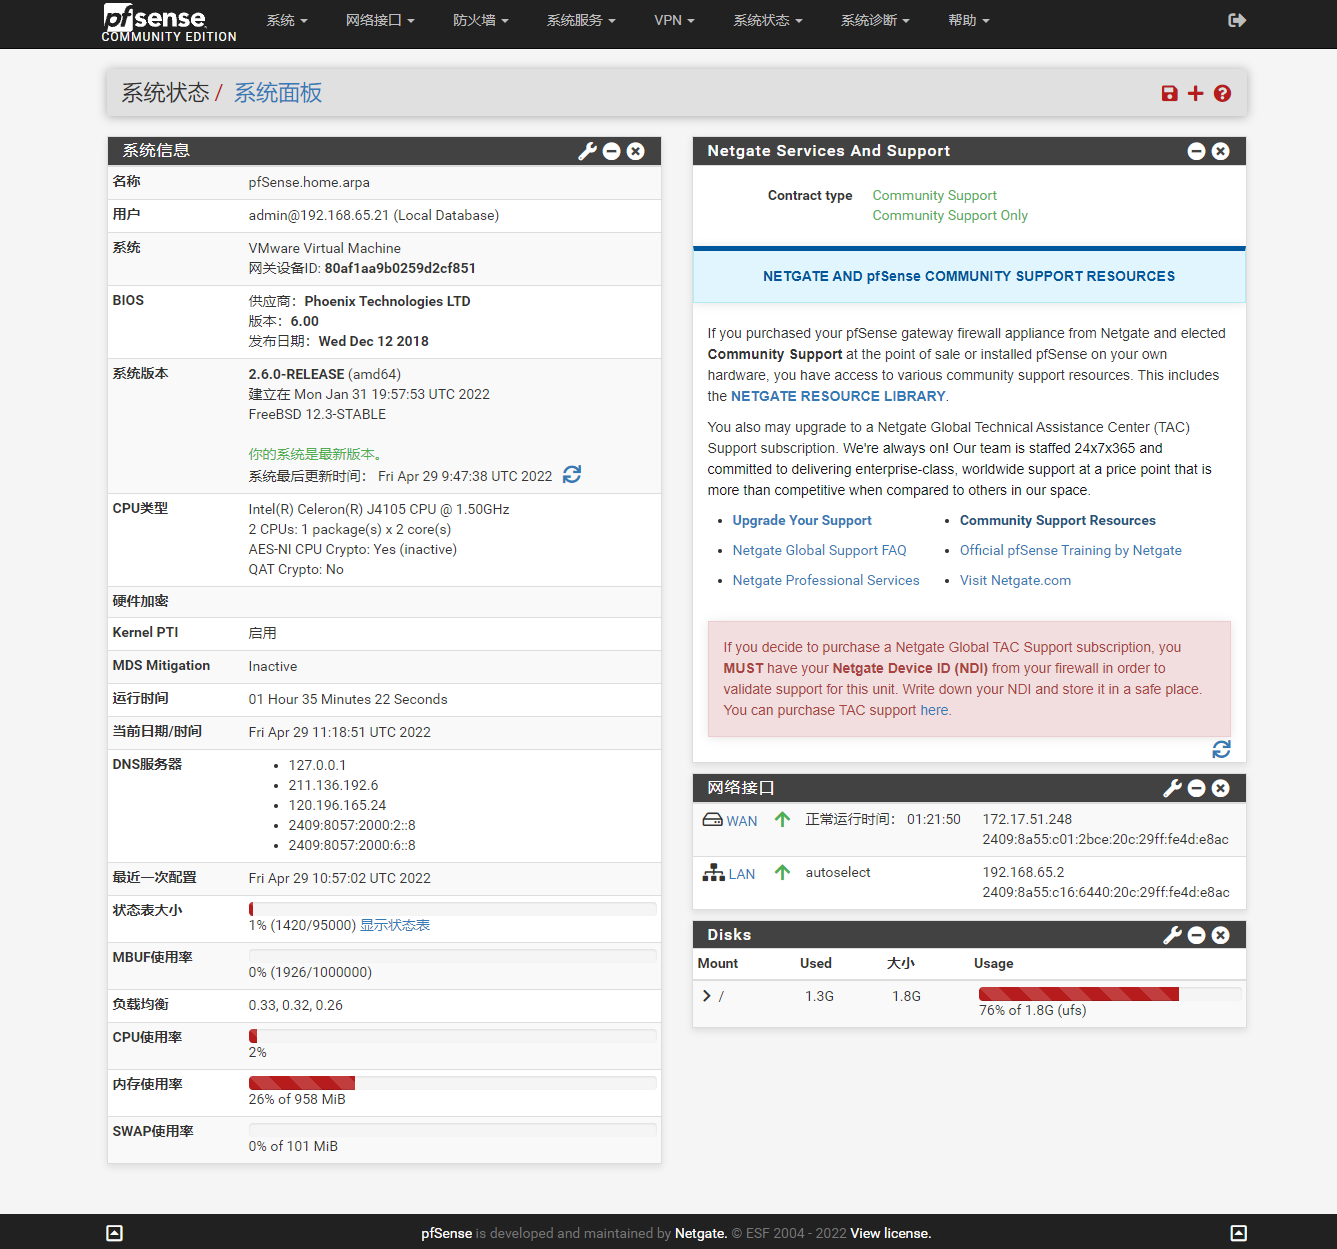 pfsense
COMMUNITY EDITION
系统 网络接口 防火墙 系统服务 VPN 系统状态 系统诊断 帮助
系统状态 / 系统面板
系统信息
名称 pfSense.home.arpa
用户 admin@192.168.65.21 (Local Database)
系统 VMware Virtual Machine
网关设备ID: 80af1aa9b0259d2cf851
BIOS 供应商：Phoenix Technologies LTD
版本：6.00
发布日期：Wed Dec 12 2018
系统版本 2.6.0-RELEASE (amd64)
建立在 Mon Jan 31 19:57:53 UTC 2022
FreeBSD 12.3-STABLE
你的系统是最新版本。
系统最后更新时间： Fri Apr 29 9:47:38 UTC 2022
CPU类型 Intel(R) Celeron(R) J4105 CPU @ 1.50GHz
2 CPUs: 1 package(s) x 2 core(s)
AES-NI CPU Crypto: Yes (inactive)
QAT Crypto: No
硬件加密
Kernel PTI 启用
MDS Mitigation Inactive
运行时间 01 Hour 35 Minutes 22 Seconds
当前日期/时间 Fri Apr 29 11:18:51 UTC 2022
DNS服务器 127.0.0.1
211.136.192.6
120.196.165.24
2409:8057:2000:2::8
2409:8057:2000:6::8
最近一次配置 Fri Apr 29 10:57:02 UTC 2022
状态表大小 1% (1420/95000) 显示状态表
MBUF使用率 0% (1926/1000000)
负载均衡 0.33, 0.32, 0.26
CPU使用率 2%
内存使用率 26% of 958 MiB
SWAP使用率 0% of 101 MiB
Netgate Services And Support
Contract type Community Support
Community Support Only
NETGATE AND pfSense COMMUNITY SUPPORT RESOURCES
If you purchased your pfSense gateway firewall appliance from Netgate and elected
Community Support at the point of sale or installed pfSense on your own
hardware, you have access to various community support resources. This includes
the NETGATE RESOURCE LIBRARY.
You also may upgrade to a Netgate Global Technical Assistance Center (TAC)
Support subscription. We're always on! Our team is staffed 24x7x365 and
committed to delivering enterprise-class, worldwide support at a price point that is
more than competitive when compared to others in our space.
Upgrade Your Support Community Support Resources
Netgate Global Support FAQ Official pfSense Training by Netgate
Netgate Professional Services Visit Netgate.com
If you decide to purchase a Netgate Global TAC Support subscription, you
MUST have your Netgate Device ID (NDI) from your firewall in order to
validate support for this unit. Write down your NDI and store it in a safe place.
You can purchase TAC support here.
网络接口
WAN 正常运行时间： 01:21:50 172.17.51.248
2409:8a55:c01:2bce:20c:29ff:fe4d:e8ac
LAN autoselect 192.168.65.2
2409:8a55:c16:6440:20c:29ff:fe4d:e8ac
Disks
Mount Used 大小 Usage
/ 1.3G 1.8G 76% of 1.8G (ufs)
pfSense is developed and maintained by Netgate. © ESF 2004 - 2022 View license.